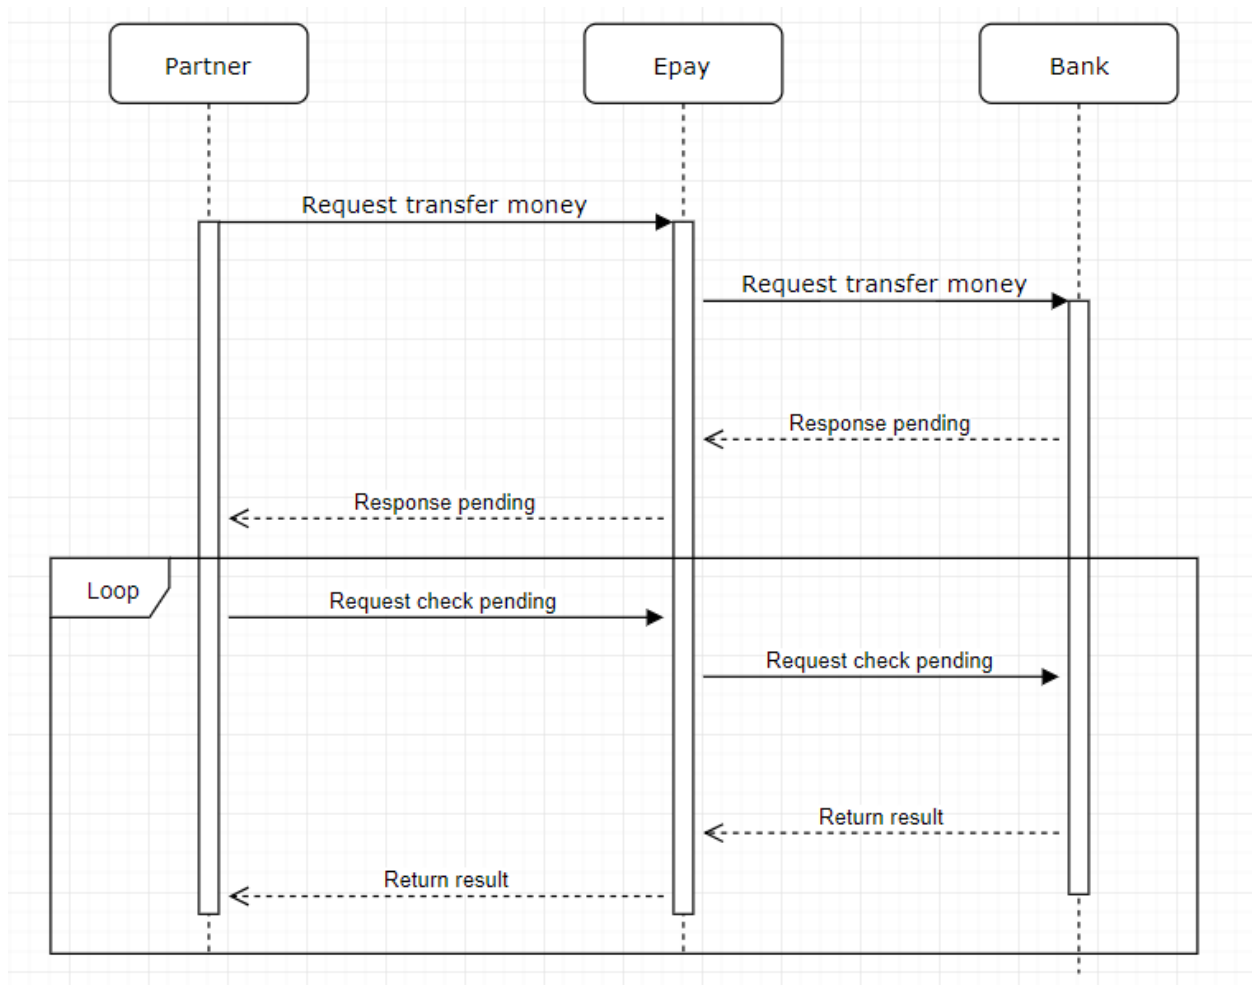 Partner
Epay
Bank
Request transfer money
Request transfer money
Response pending
Response pending
Loop
Request check pending
Request check pending
Return result
Return result